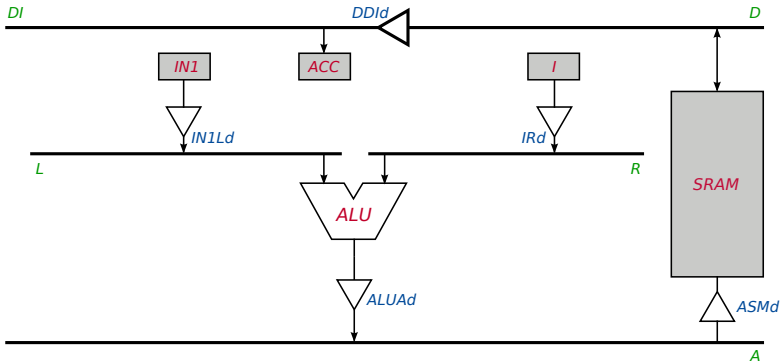 DI
DDId
D
IN1
ACC
I
IN1Ld
IRd
L
R
SRAM
ALU
ALUAd
ASMd
A